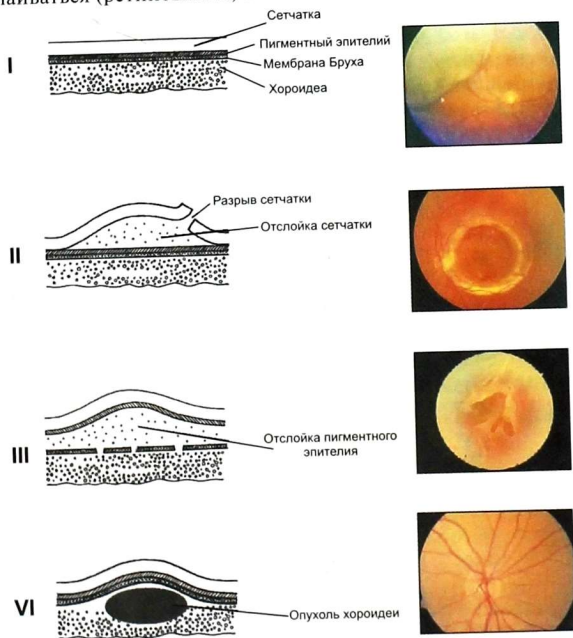 I
Сетчатка
Пигментный эпителий
Мембрана Бруха
Хороидеа
II
Разрыв сетчатки
Отслойка сетчатки
III
Отслойка пигментного
эпителия
VI
Опухоль хороидеи